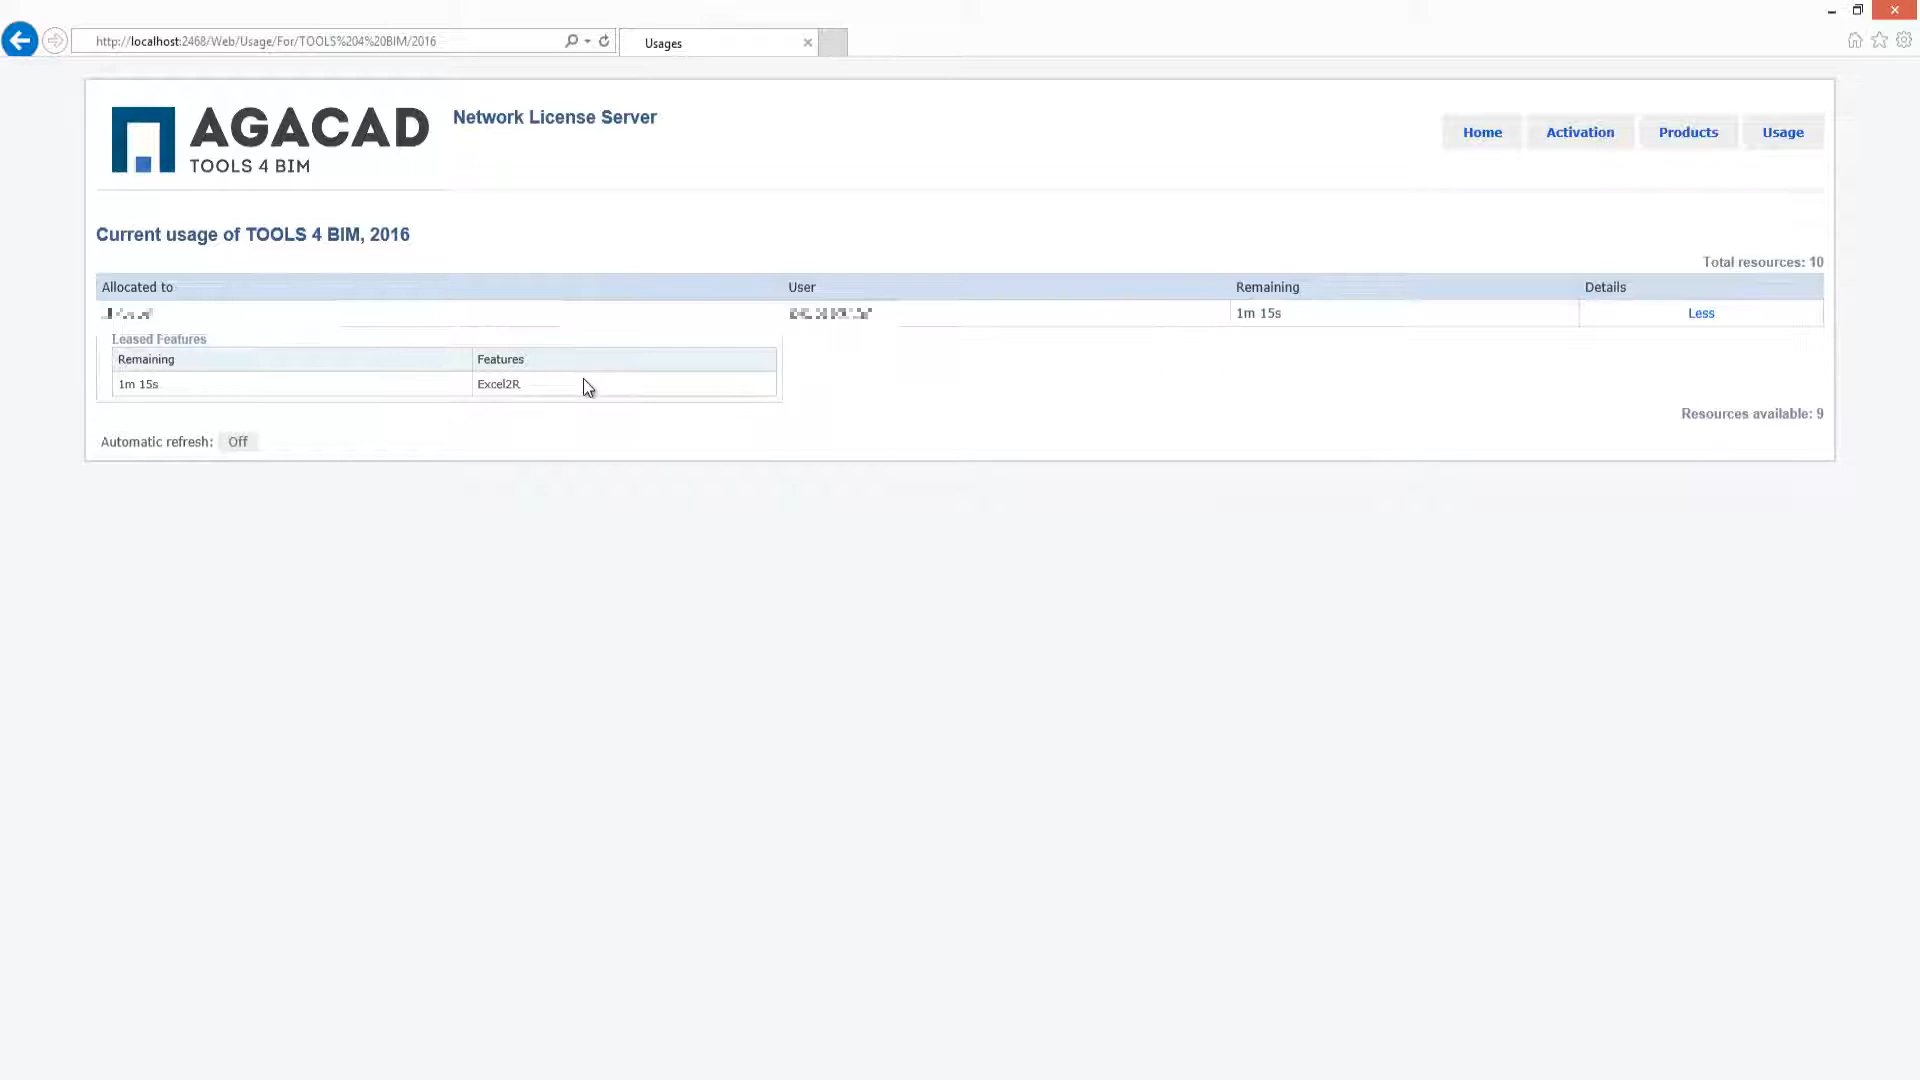 http://localhost:2468/Web/Usage/For/TOOLS%204%20BIM/2016
Usages
AGACAD
TOOLS 4 BIM
Network License Server
Home
Activation
Products
Usage
Current usage of TOOLS 4 BIM, 2016
Total resources: 10
Allocated to
User
Remaining
Details
1m 15s
Less
Leased Features
Remaining
Features
1m 15s
Excel2R
Resources available: 9
Automatic refresh: Off